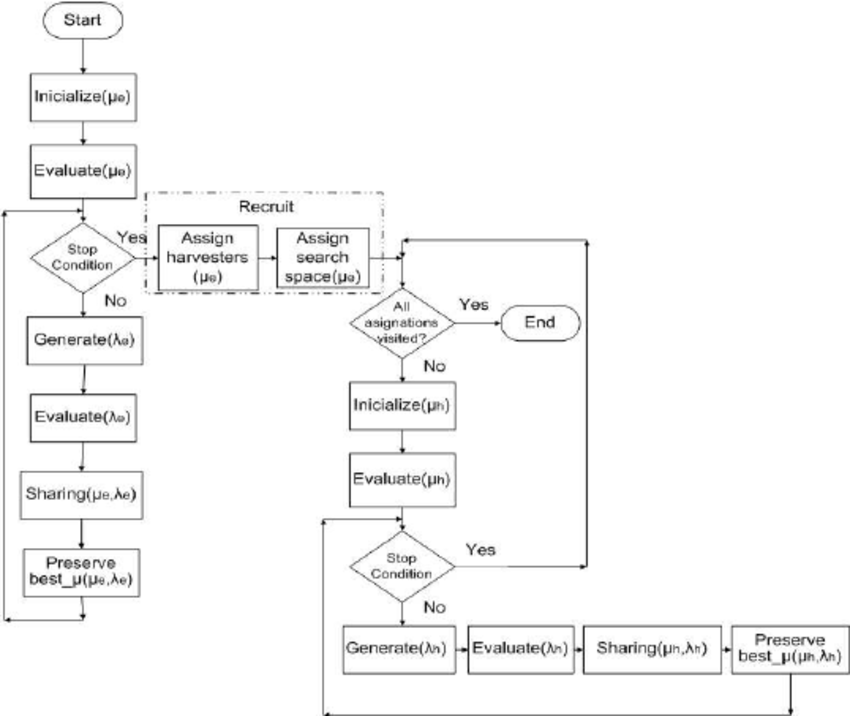 Start
Inicialize(μe)
Evaluate(μe)
Stop
Condition
Yes
No
Generate(λe)
Evaluate(λe)
Sharing(μe,λe)
Preserve
best_μ(μe,λe)
Recruit
Assign
harvesters
(μe)
Assign
search
space(μe)
All
asignations
visited?
Yes
End
No
Inicialize(μh)
Evaluate(μh)
Stop
Condition
Yes
No
Generate(λh)
Evaluate(λh)
Sharing(μh,λh)
Preserve
best_μ(μh,λh)